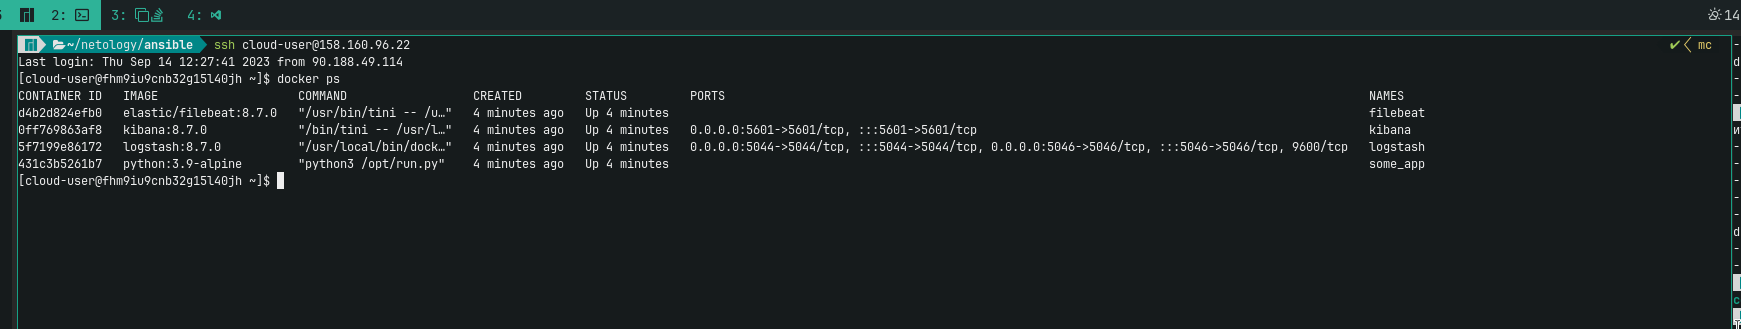 2: 3: 4: 14
~/netology/ansible ssh cloud-user@158.160.96.22 mc
Last login: Thu Sep 14 12:27:41 2023 from 90.188.49.114
[cloud-user@fhm9iu9cnb32g15l40jh ~]$ docker ps
CONTAINER ID IMAGE COMMAND CREATED STATUS PORTS NAMES
d4b2d824efb0 elastic/filebeat:8.7.0 "/usr/bin/tini -- /u…" 4 minutes ago Up 4 minutes filebeat
0ff769863af8 kibana:8.7.0 "/bin/tini -- /usr/l…" 4 minutes ago Up 4 minutes 0.0.0.0:5601->5601/tcp, :::5601->5601/tcp kibana
5f7199e86172 logstash:8.7.0 "/usr/local/bin/dock…" 4 minutes ago Up 4 minutes 0.0.0.0:5044->5044/tcp, :::5044->5044/tcp, 0.0.0.0:5046->5046/tcp, :::5046->5046/tcp, 9600/tcp logstash
431c3b5261b7 python:3.9-alpine "python3 /opt/run.py" 4 minutes ago Up 4 minutes some_app
[cloud-user@fhm9iu9cnb32g15l40jh ~]$